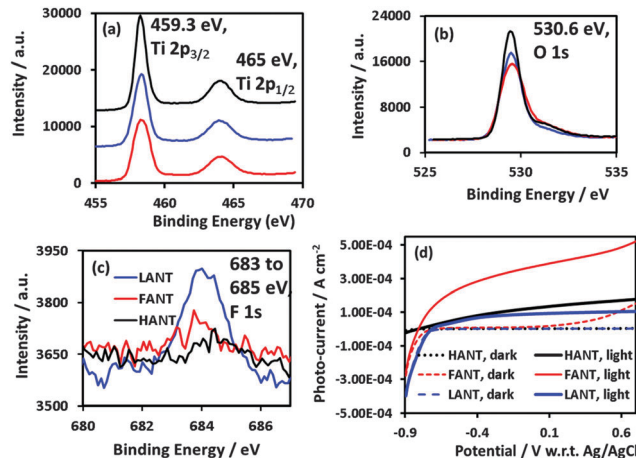 (a)
459.3 eV,
Ti 2p3/2
465 eV,
Ti 2p1/2
30000
20000
10000
0
455
460
465
470
Intensity / a.u.
Binding Energy (eV)
(b)
530.6 eV,
O 1s
24000
16000
8000
0
525
530
535
Intensity / a.u.
Binding Energy / eV
(c)
683 to
685 eV,
F 1s
LANT
FANT
HANT
3950
3800
3650
3500
680
682
684
686
Intensity / a.u.
Binding Energy / eV
(d)
5.00E-04
3.00E-04
1.00E-04
-1.00E-04
-3.00E-04
-5.00E-04
HANT, dark
HANT, light
FANT, dark
FANT, light
LANT, dark
LANT, light
-0.9
-0.4
0.1
0.6
Photo-current / A cm-2
Potential / V w.r.t. Ag/AgCl